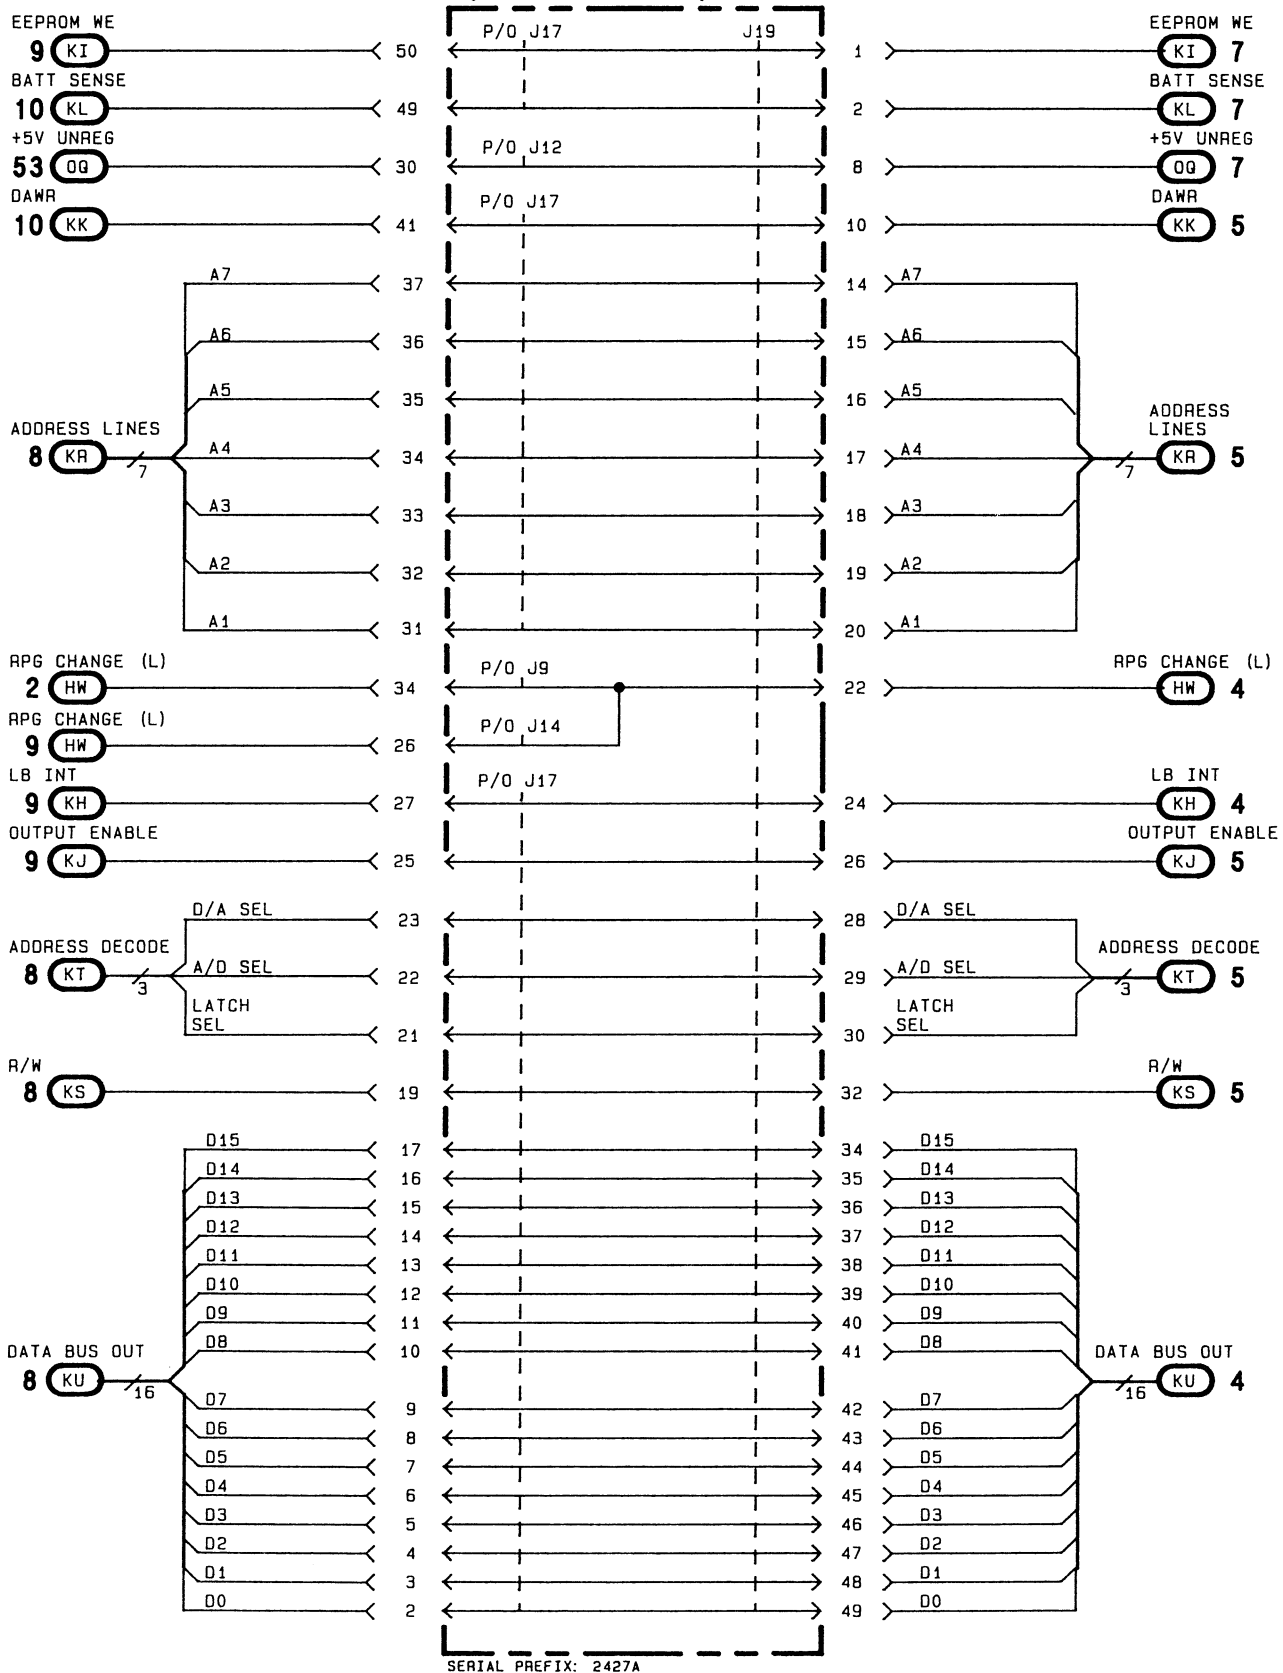 EEPROM WE P/O J17 J19 EEPROM WE
9 KI 50 1 KI 7
BATT SENSE BATT SENSE
10 KL 49 2 KL 7
+5V UNREG P/O J12 +5V UNREG
53 OQ 30 8 OQ 7
DAWR P/O J17 DAWR
10 KK 41 10 KK 5
A7 37 14 A7
A6 36 15 A6
A5 35 16 A5
ADDRESS LINES ADDRESS
LINES
8 KR 7 A4 34 17 A4 7 KR 5
A3 33 18 A3
A2 32 19 A2
A1 31 20 A1
RPG CHANGE (L) P/O J9 RPG CHANGE (L)
2 HW 34 22 HW 4
RPG CHANGE (L) P/O J14
9 HW 26
LB INT P/O J17 LB INT
9 KH 27 24 KH 4
OUTPUT ENABLE OUTPUT ENABLE
9 KJ 25 26 KJ 5
D/A SEL 23 28 D/A SEL
ADDRESS DECODE ADDRESS DECODE
8 KT 3 A/D SEL 22 29 A/D SEL 3 KT 5
LATCH LATCH
SEL 21 30 SEL
R/W R/W
8 KS 19 32 KS 5
D15 17 34 D15
D14 16 35 D14
D13 15 36 D13
D12 14 37 D12
D11 13 38 D11
D10 12 39 D10
D9 11 40 D9
D8 10 41 D8
DATA BUS OUT DATA BUS OUT
8 KU 16 16 KU 4
D7 9 42 D7
D6 8 43 D6
D5 7 44 D5
D4 6 45 D4
D3 5 46 D3
D2 4 47 D2
D1 3 48 D1
D0 2 49 D0
SERIAL PREFIX: 2427A